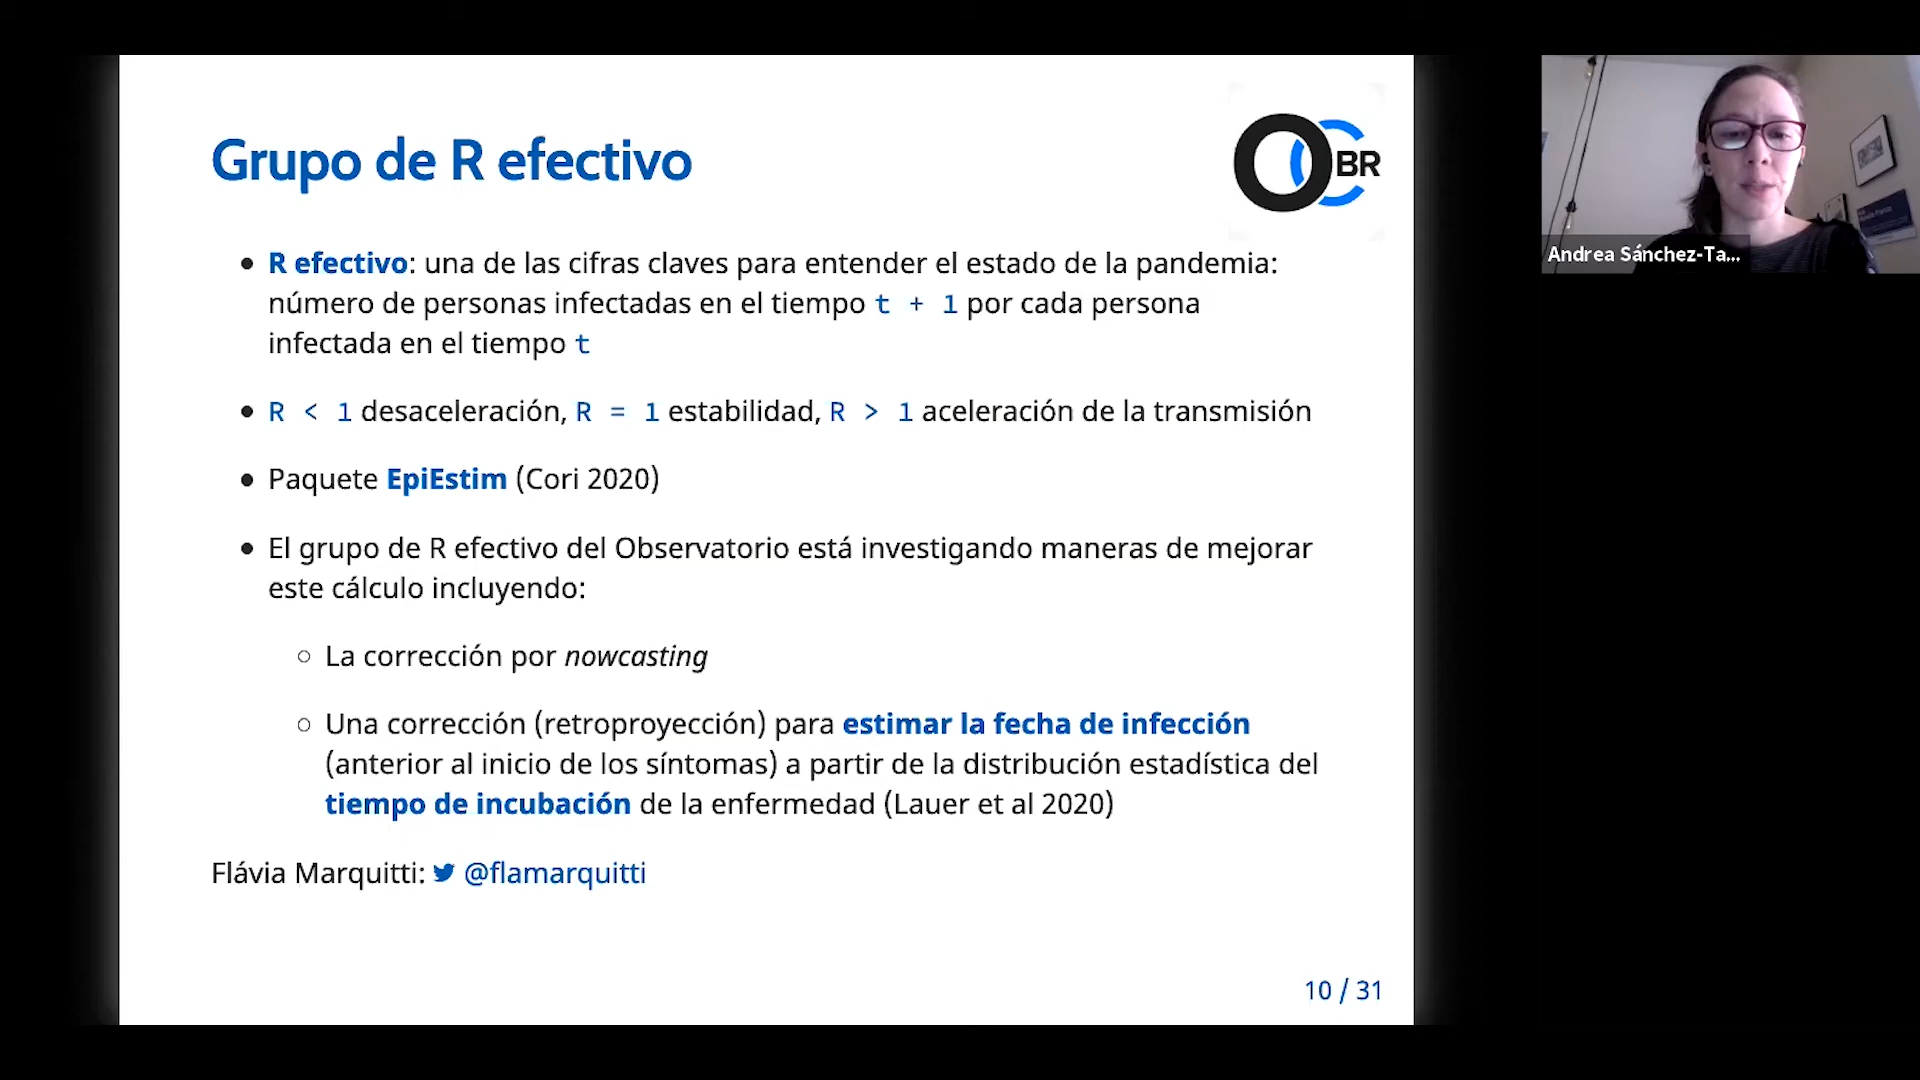 Grupo de R efectivo
OC BR
• R efectivo: una de las cifras claves para entender el estado de la pandemia:
número de personas infectadas en el tiempo t + 1 por cada persona
infectada en el tiempo t
• R < 1 desaceleración, R = 1 estabilidad, R > 1 aceleración de la transmisión
• Paquete EpiEstim (Cori 2020)
• El grupo de R efectivo del Observatorio está investigando maneras de mejorar
este cálculo incluyendo:
○ La corrección por nowcasting
○ Una corrección (retroproyección) para estimar la fecha de infección
(anterior al inicio de los síntomas) a partir de la distribución estadística del
tiempo de incubación de la enfermedad (Lauer et al 2020)
Flávia Marquitti: @flamarquitti
10 / 31
Andrea Sánchez-Ta...